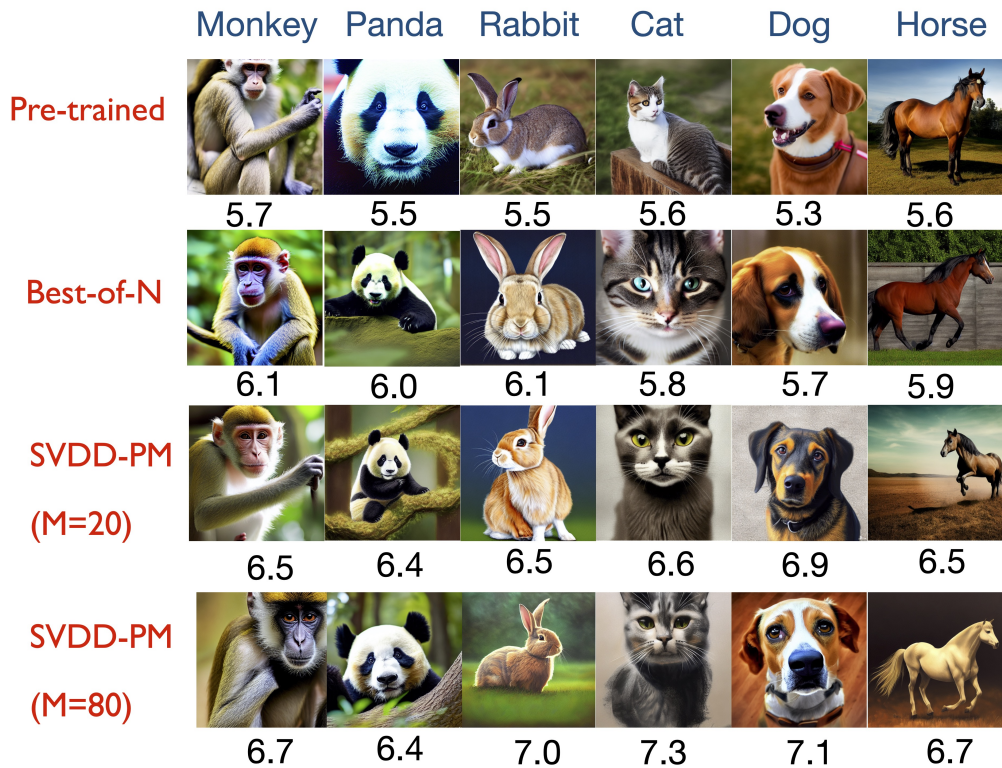 Monkey Panda Rabbit Cat Dog Horse
Pre-trained
5.7 5.5 5.5 5.6 5.3 5.6
Best-of-N
6.1 6.0 6.1 5.8 5.7 5.9
SVDD-PM
(M=20)
6.5 6.4 6.5 6.6 6.9 6.5
SVDD-PM
(M=80)
6.7 6.4 7.0 7.3 7.1 6.7